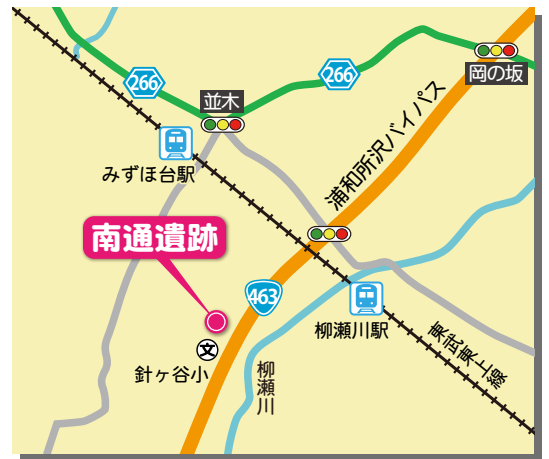 266
266
岡の坂
並木
みずほ台駅
浦和所沢バイパス
南通遺跡
463
柳瀬川駅
文
針ヶ谷小
柳瀬川
東武東上線